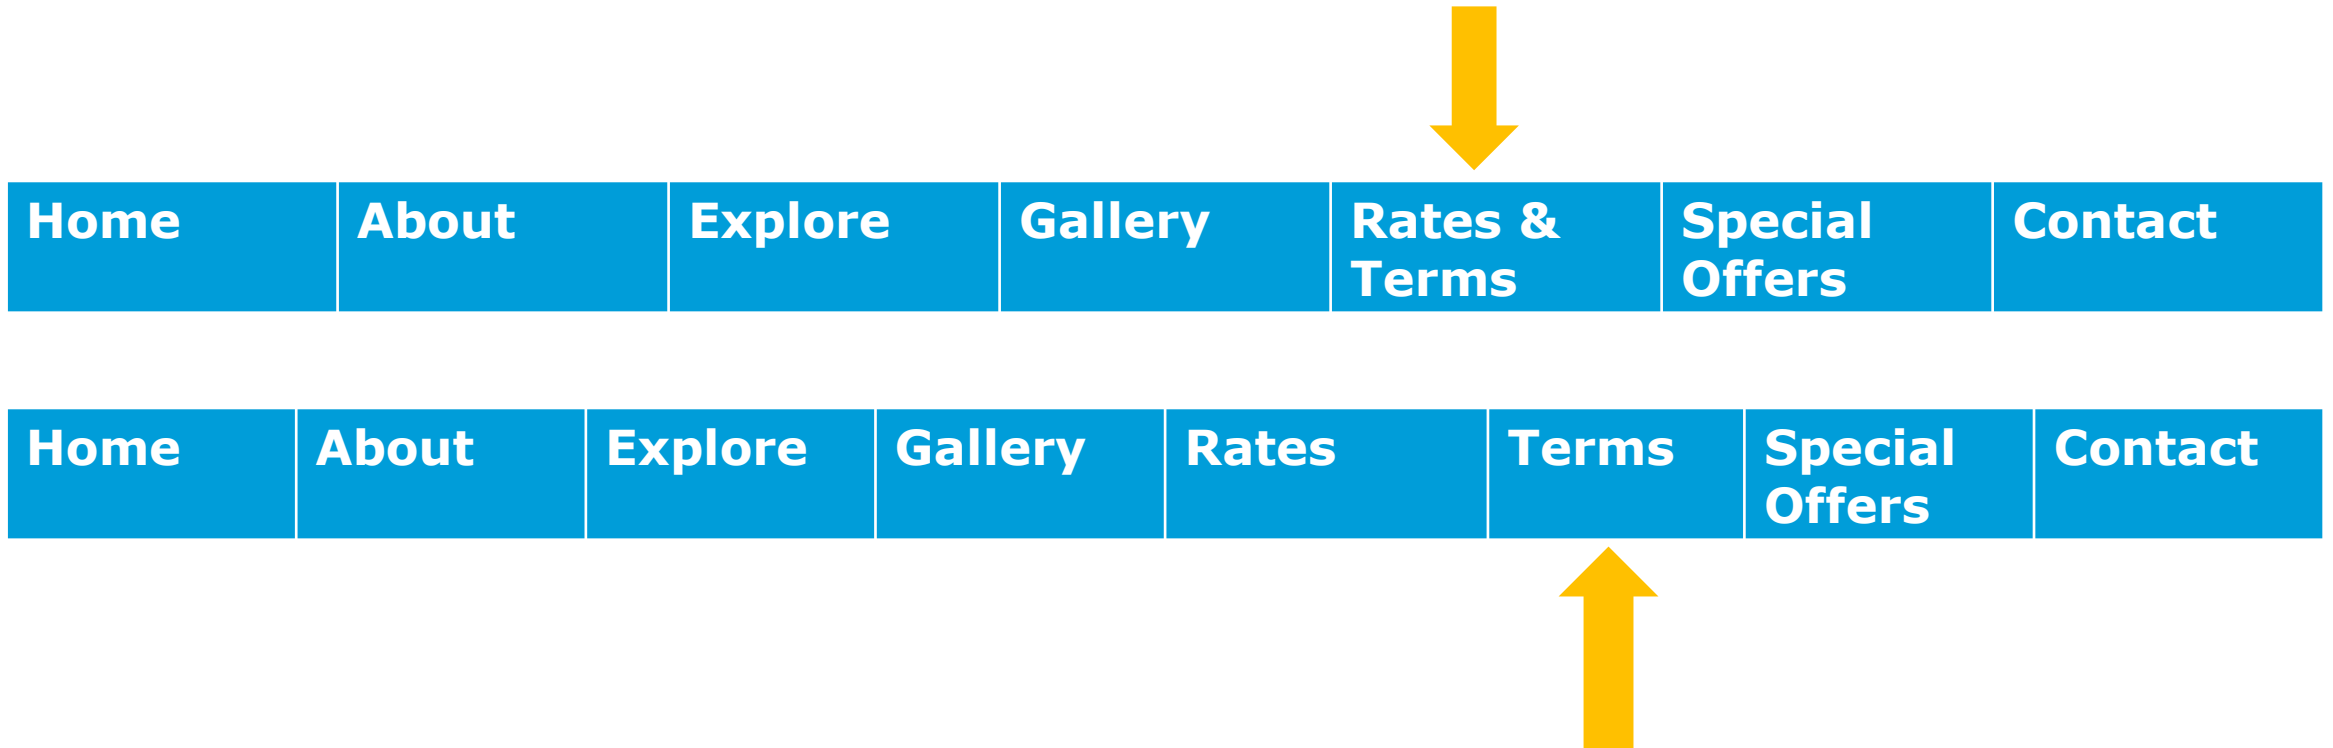 Home About Explore Gallery Rates & Special Contact
Terms Offers
Home About Explore Gallery Rates Terms Special Contact
Offers